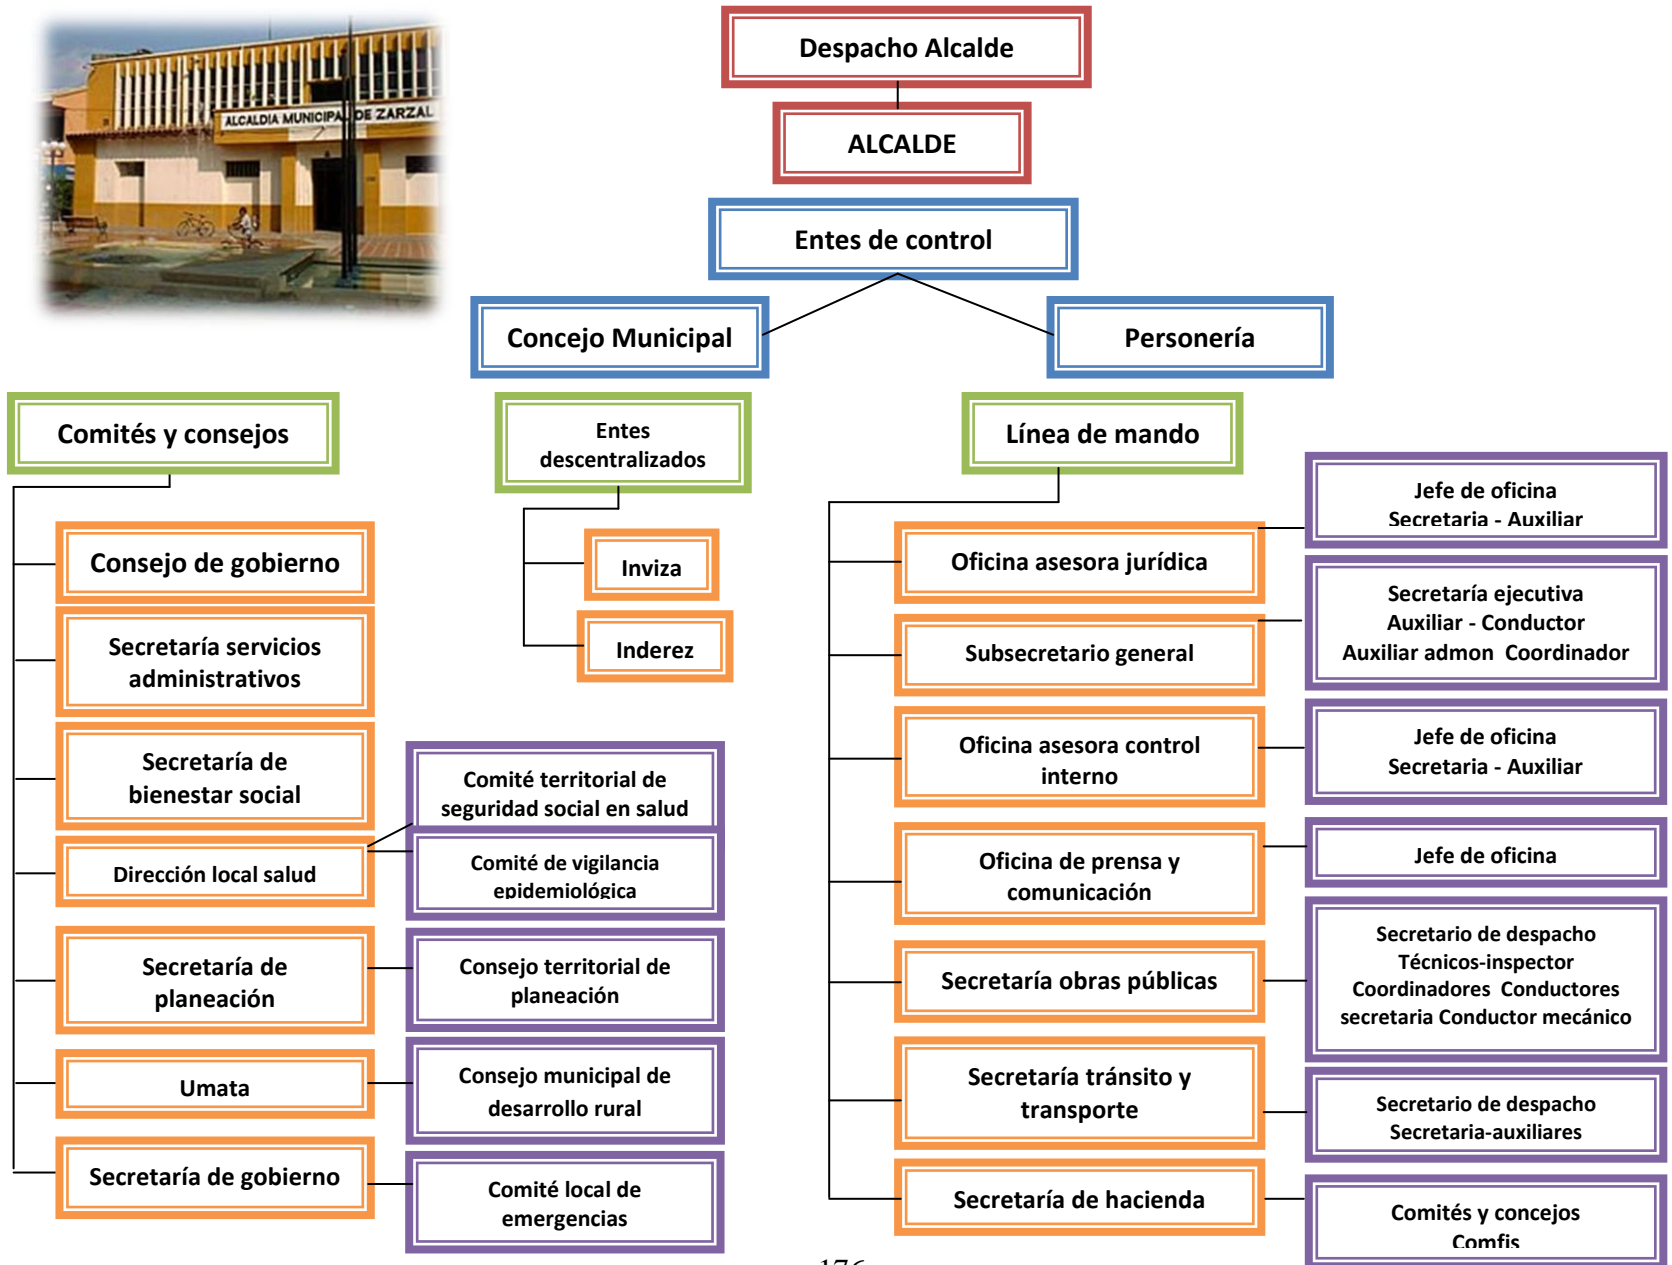 ALCALDIA MUNICIPAL DE ZARZAL
Despacho Alcalde
ALCALDE
Entes de control
Concejo Municipal
Personería
Comités y consejos
Consejo de gobierno
Secretaría servicios
administrativos
Secretaría de
bienestar social
Dirección local salud
Comité territorial de
seguridad social en salud
Comité de vigilancia
epidemiológica
Secretaría de
planeación
Consejo territorial de
planeación
Umata
Consejo municipal de
desarrollo rural
Secretaría de gobierno
Comité local de
emergencias
Entes
descentralizados
Inviza
Inderez
Línea de mando
Oficina asesora jurídica
Jefe de oficina
Secretaria - Auxiliar
Subsecretario general
Secretaría ejecutiva
Auxiliar - Conductor
Auxiliar admon Coordinador
Oficina asesora control
interno
Jefe de oficina
Secretaria - Auxiliar
Oficina de prensa y
comunicación
Jefe de oficina
Secretaría obras públicas
Secretario de despacho
Técnicos-inspector
Coordinadores Conductores
secretaria Conductor mecánico
Secretaría tránsito y
transporte
Secretario de despacho
Secretaria-auxiliares
Secretaría de hacienda
Comités y concejos
Comfis
176